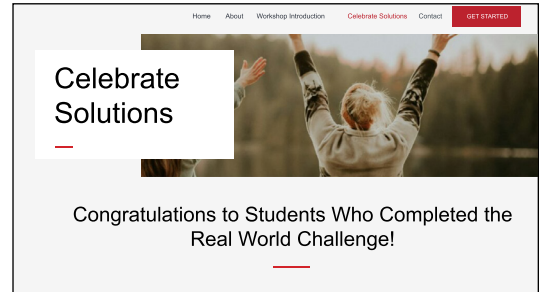 Home About Workshop Introduction Celebrate Solutions Contact GET STARTED
Celebrate
Solutions
Congratulations to Students Who Completed the
Real World Challenge!